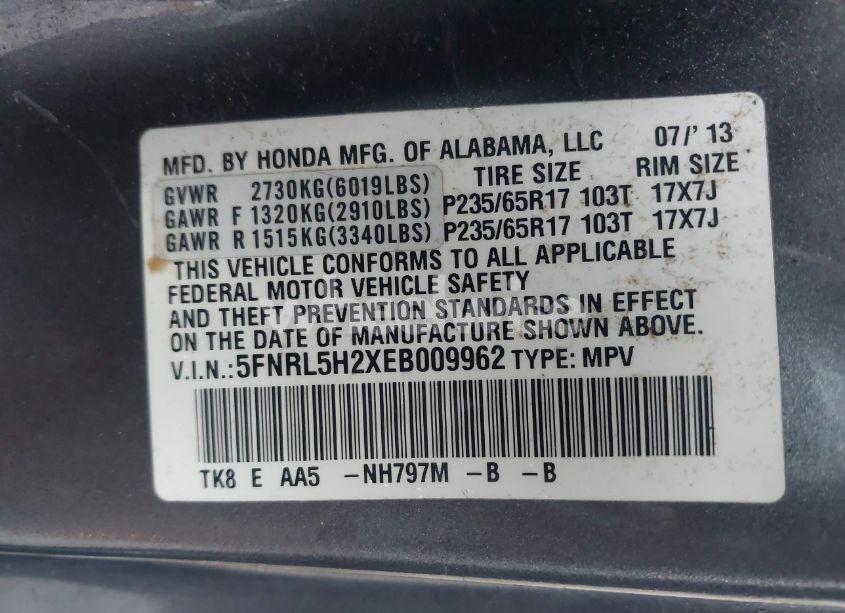 MFD. BY HONDA MFG. OF ALABAMA, LLC 07/' 13
TIRE SIZE RIM SIZE
GVWR 2730KG(6019LBS)
GAWR F 1320KG(2910LBS) P235/65R17 103T 17X7J
GAWR R 1515KG(3340LBS) P235/65R17 103T 17X7J
THIS VEHICLE CONFORMS TO ALL APPLICABLE
FEDERAL MOTOR VEHICLE SAFETY
AND THEFT PREVENTION STANDARDS IN EFFECT
ON THE DATE OF MANUFACTURE SHOWN ABOVE.
V.I.N.:5FNRL5H2XEB009962 TYPE: MPV
TK8 E AA5 -NH797M -B -B